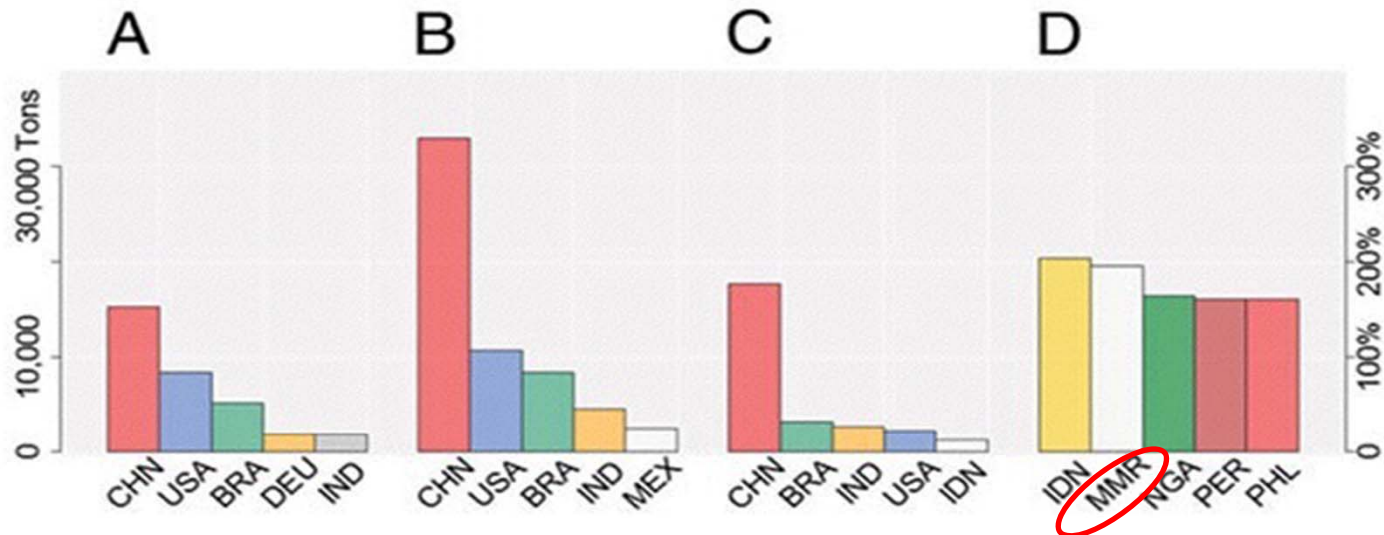 A B C D
30,000 Tons
10,000
0
300%
200%
100%
0
CHN USA BRA DEU IND
CHN USA BRA IND MEX
CHN BRA IND USA IDN
IDN MMR NGA PER PHL